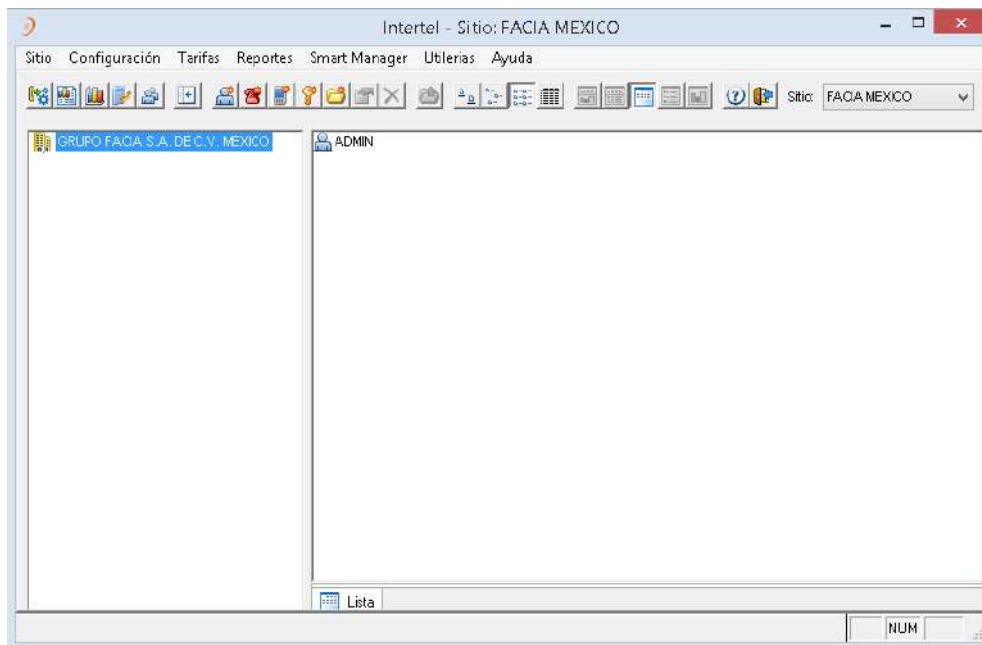 Intertel - Sitio: FACIA MEXICO
Sitio Configuración Tarifas Reportes Smart Manager Utilerias Ayuda
Sitio: FACIA MEXICO
GRUPO FACIA S.A. DE C.V. MEXICO
ADMIN
Lista
NUM